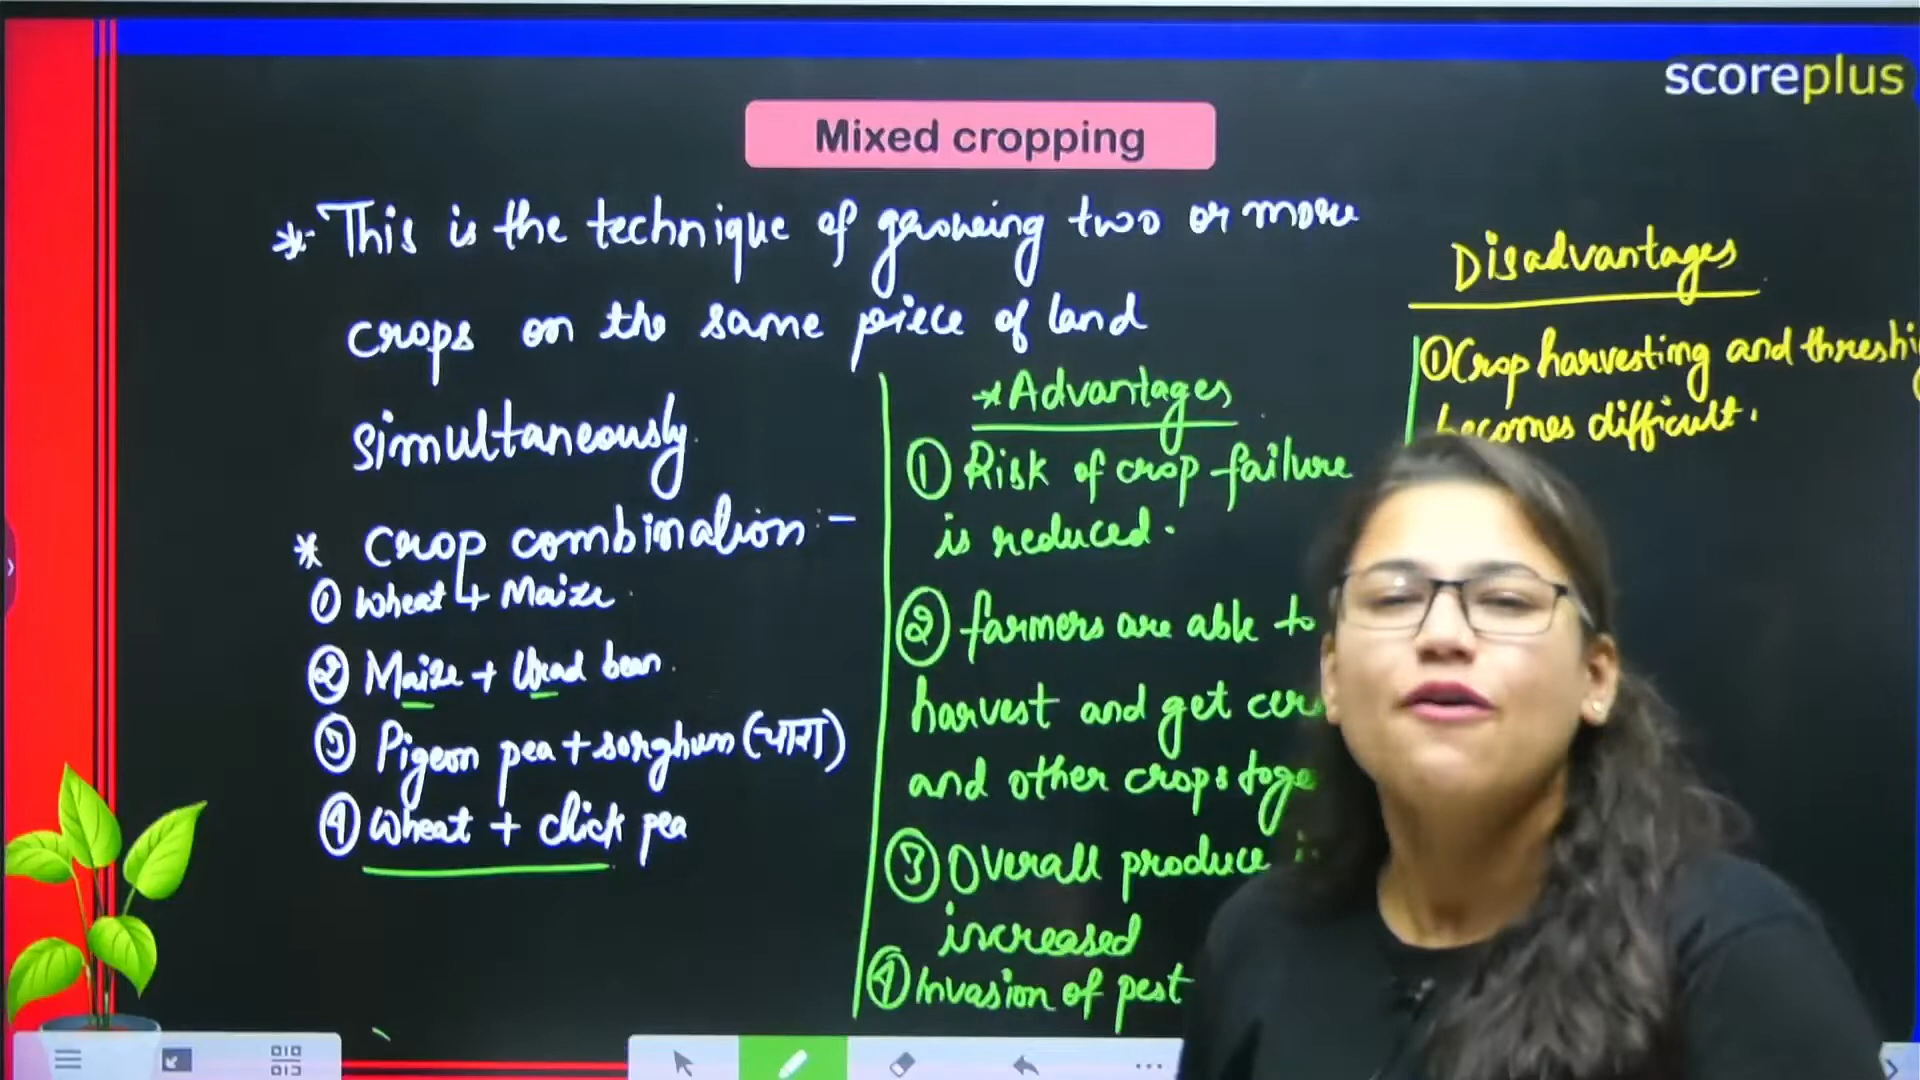 scoreplus
Mixed cropping
* This is the technique of growing two or more
crops on the same piece of land
simultaneously
* Crop combination :-
① Wheat + Maize
② Maize + Urad bean
③ Pigeon pea + sorghum (चारा)
④ Wheat + chick pea
* Advantages
① Risk of crop failure
is reduced.
② farmers are able to
harvest and get
and other crops
③ Overall produce
increased
④ Invasion of pest
Disadvantages
① Crop harvesting and
becomes difficult.